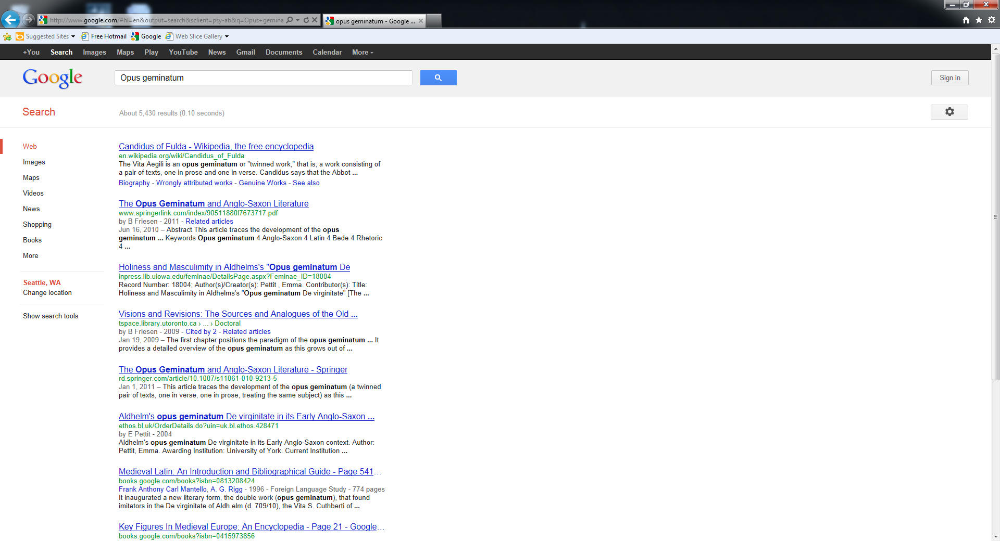 http://www.google.com/#hl=en&output=search&sclient=psy-ab&q=Opus+gemina
opus geminatum - Google ...
Suggested Sites
Free Hotmail
Google
Web Slice Gallery
+You Search Images Maps Play YouTube News Gmail Documents Calendar More
Google
Opus geminatum
Sign in
Search
About 5,430 results (0.10 seconds)
Web
Images
Maps
Videos
News
Shopping
Books
More
Seattle, WA
Change location
Show search tools
Candidus of Fulda - Wikipedia, the free encyclopedia
en.wikipedia.org/wiki/Candidus_of_Fulda
The Vita Aegili is an opus geminatum or "twinned work," that is, a work consisting of
a pair of texts, one in prose and one in verse. Candidus says that the Abbot ...
Biography - Wrongly attributed works - Genuine Works - See also
The Opus Geminatum and Anglo-Saxon Literature
www.springerlink.com/index/90511880l7673717.pdf
by B Friesen - 2011 - Related articles
Jun 16, 2010 – Abstract This article traces the development of the opus
geminatum ... Keywords Opus geminatum 4 Anglo-Saxon 4 Latin 4 Bede 4 Rhetoric
4 ...
Holiness and Masculimity in Aldhelms's "Opus geminatum De
inpress.lib.uiowa.edu/feminae/DetailsPage.aspx?Feminae_ID=18004
Record Number: 18004; Author(s)/Creator(s): Pettit , Emma. Contributor(s): Title:
Holiness and Masculimity in Aldhelms's "Opus geminatum De virginitate" [The ...
Visions and Revisions: The Sources and Analogues of the Old ...
tspace.library.utoronto.ca › ... › Doctoral
by B Friesen - 2009 - Cited by 2 - Related articles
Jan 19, 2009 – The first chapter positions the paradigm of the opus geminatum ... It
provides a detailed overview of the opus geminatum as this grows out of ...
The Opus Geminatum and Anglo-Saxon Literature - Springer
rd.springer.com/article/10.1007/s11061-010-9213-5
Jan 1, 2011 – This article traces the development of the opus geminatum (a twinned
pair of texts, one in verse, one in prose, treating the same subject) as this ...
Aldhelm's opus geminatum De virginitate in its Early Anglo-Saxon ...
ethos.bl.uk/OrderDetails.do?uin=uk.bl.ethos.428471
by E Pettit - 2004
Aldhelm's opus geminatum De virginitate in its Early Anglo-Saxon context. Author:
Pettit, Emma. Awarding Institution: University of York. Current Institution ...
Medieval Latin: An Introduction and Bibliographical Guide - Page 541...
books.google.com/books?isbn=0813208424
Frank Anthony Carl Mantello, A. G. Rigg - 1996 - Foreign Language Study - 774 pages
It inaugurated a new literary form, the double work (opus geminatum), that found
imitators in the De virginitate of Aldh elm (d. 709/10), the Vita S. Cuthberti of ...
Key Figures In Medieval Europe: An Encyclopedia - Page 21 - Google...
books.google.com/books?isbn=0415973856